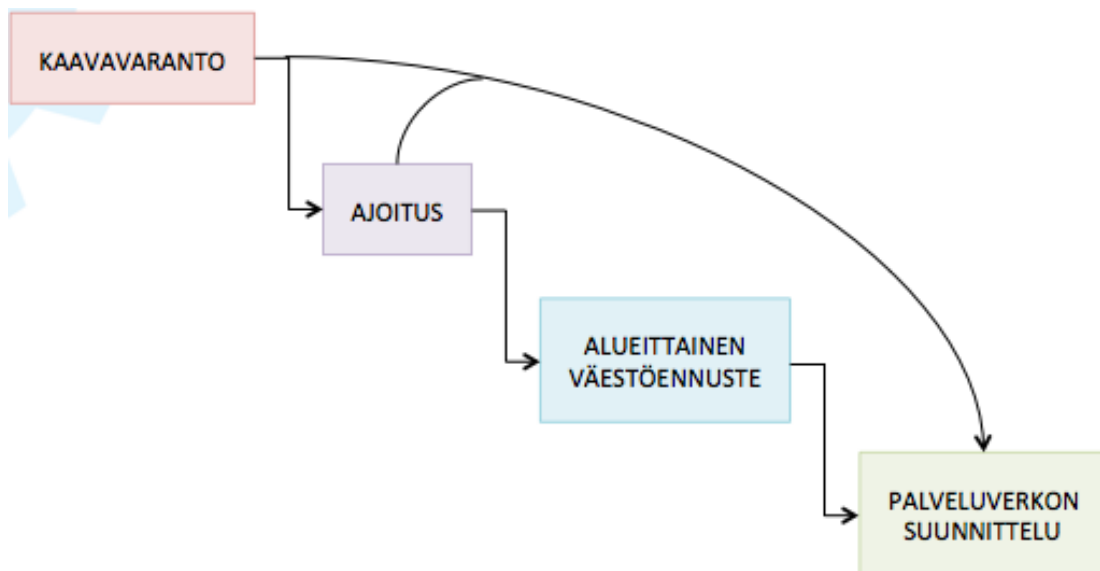 KAAVAVARANTO
AJOITUS
ALUEITTAINEN
VÄESTÖENNUSTE
PALVELUVERKON
SUUNNITTELU